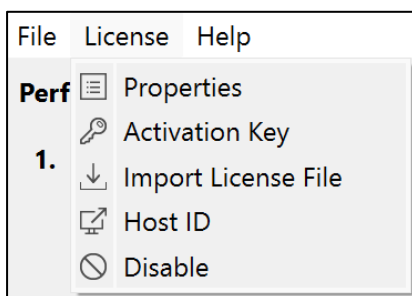 File License Help
Perf
Properties
Activation Key
1.
Import License File
Host ID
Disable